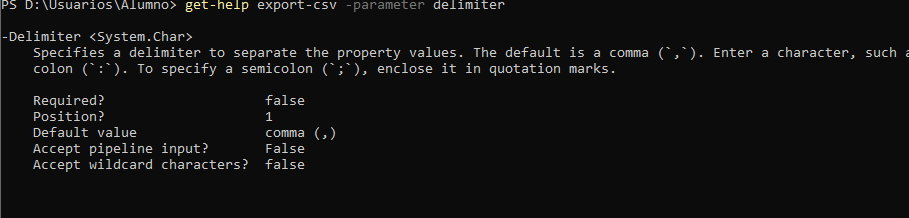 PS D:\Usuarios\Alumno> get-help export-csv -parameter delimiter
-Delimiter <System.Char>
Specifies a delimiter to separate the property values. The default is a comma (`,`). Enter a character, such a
colon (`:`). To specify a semicolon (`;`), enclose it in quotation marks.
Required? false
Position? 1
Default value comma (,)
Accept pipeline input? False
Accept wildcard characters? false